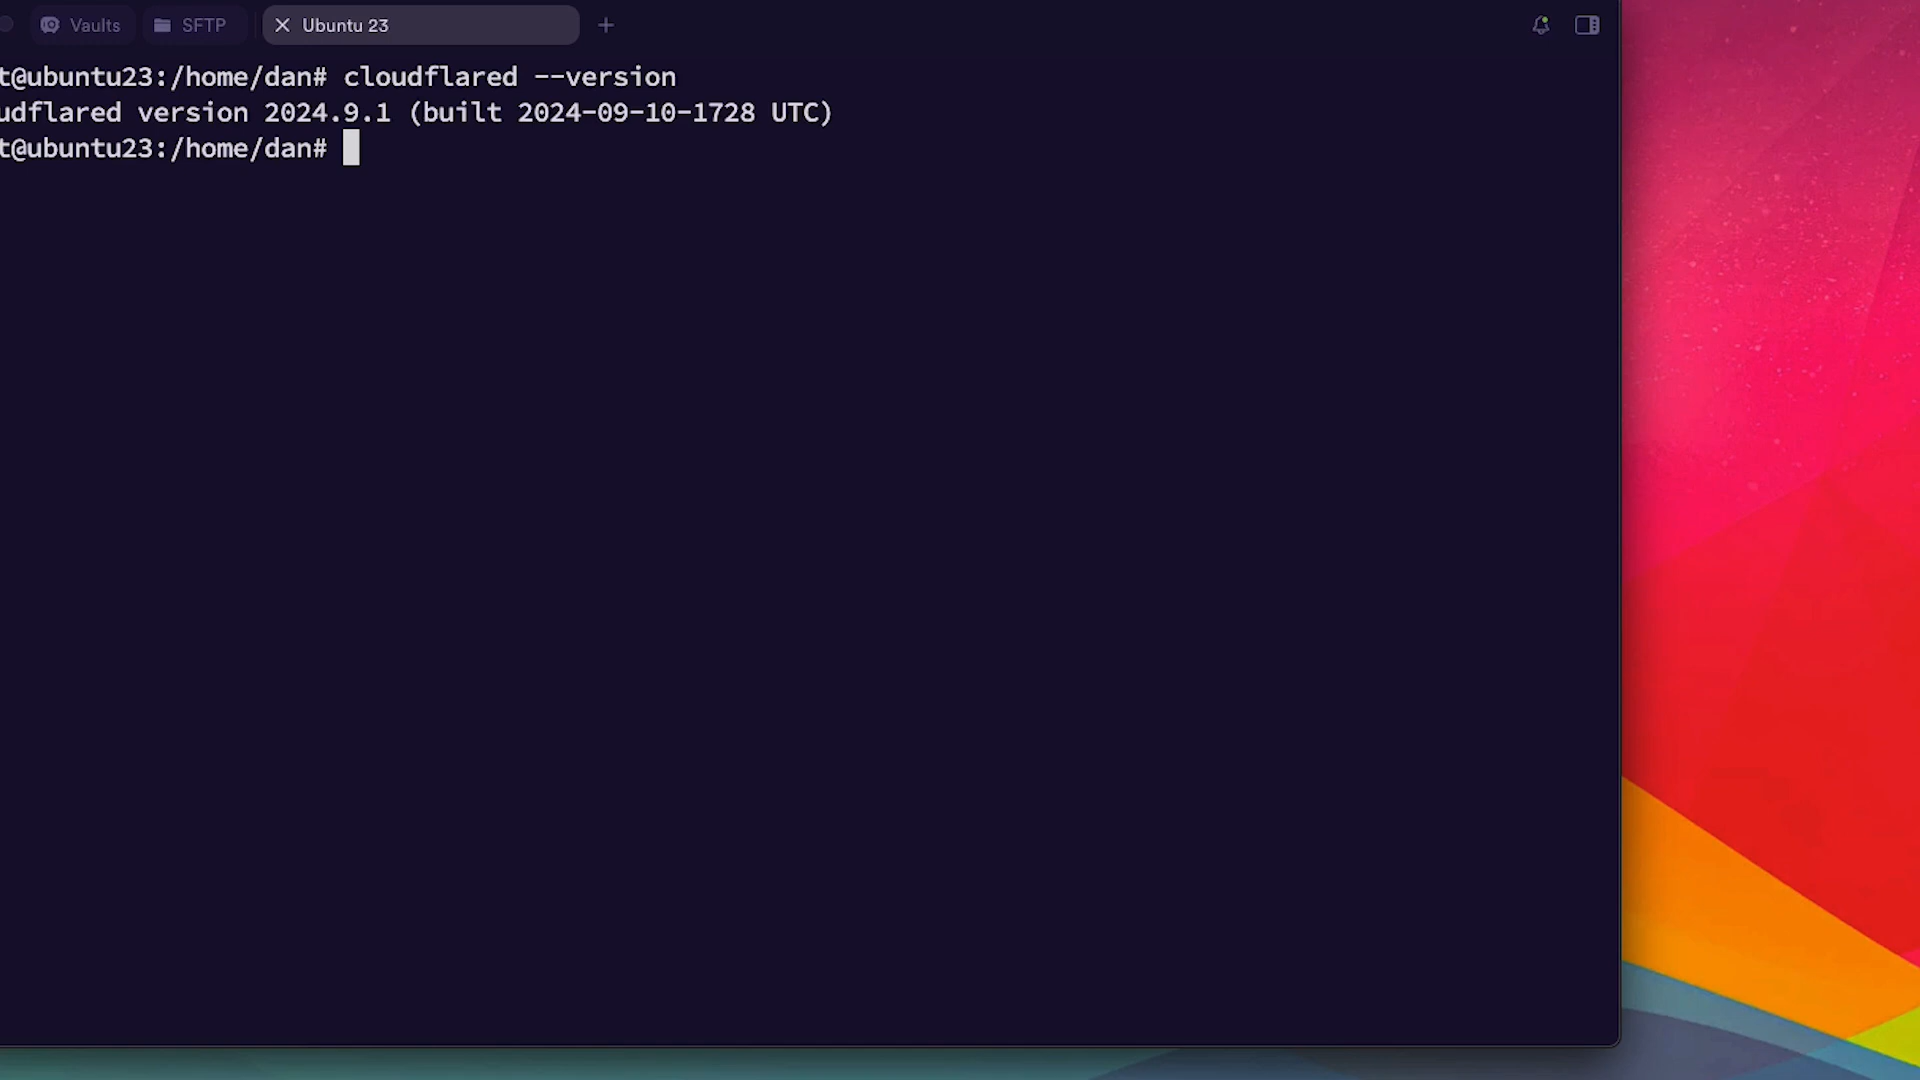 Vaults SFTP Ubuntu 23
t@ubuntu23:/home/dan# cloudflared --version
udflared version 2024.9.1 (built 2024-09-10-1728 UTC)
t@ubuntu23:/home/dan#